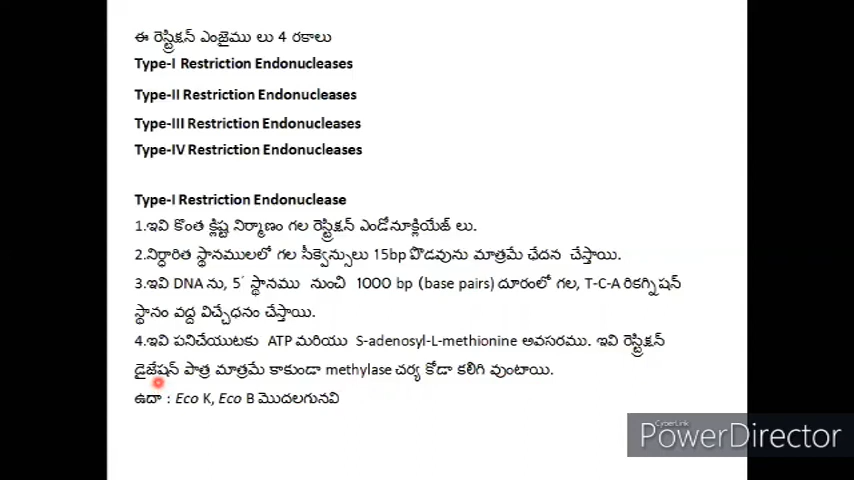 ఈ రెస్ట్రిక్షన్ ఎంజైము లు 4 రకాలు
Type-I Restriction Endonucleases
Type-II Restriction Endonucleases
Type-III Restriction Endonucleases
Type-IV Restriction Endonucleases
Type-I Restriction Endonuclease
1.ఇవి కొంత క్లిష్ట నిర్మాణం గల రెస్ట్రిక్షన్ ఎండోనూక్లియేజ్ లు.
2.నిర్ధారిత స్థానములలో గల సీక్వెన్సులు 15bp పొడవును మాత్రమే ఛేదన చేస్తాయి.
3.ఇవి DNA ను, 5´ స్థానము నుంచి 1000 bp (base pairs) దూరంలో గల, T-C-A రికగ్నిషన్
స్థానం వద్ద విచ్చేధనం చేస్తాయి.
4.ఇవి పనిచేయుటకు ATP మరియు S-adenosyl-L-methionine అవసరము. ఇవి రెస్ట్రిక్షన్
డైజేషన్ పాత్ర మాత్రమే కాకుండా methylase చర్య కోడా కలిగి వుంటాయి.
ఉదా : Eco K, Eco B మొదలగునవి
CyberLink
PowerDirector